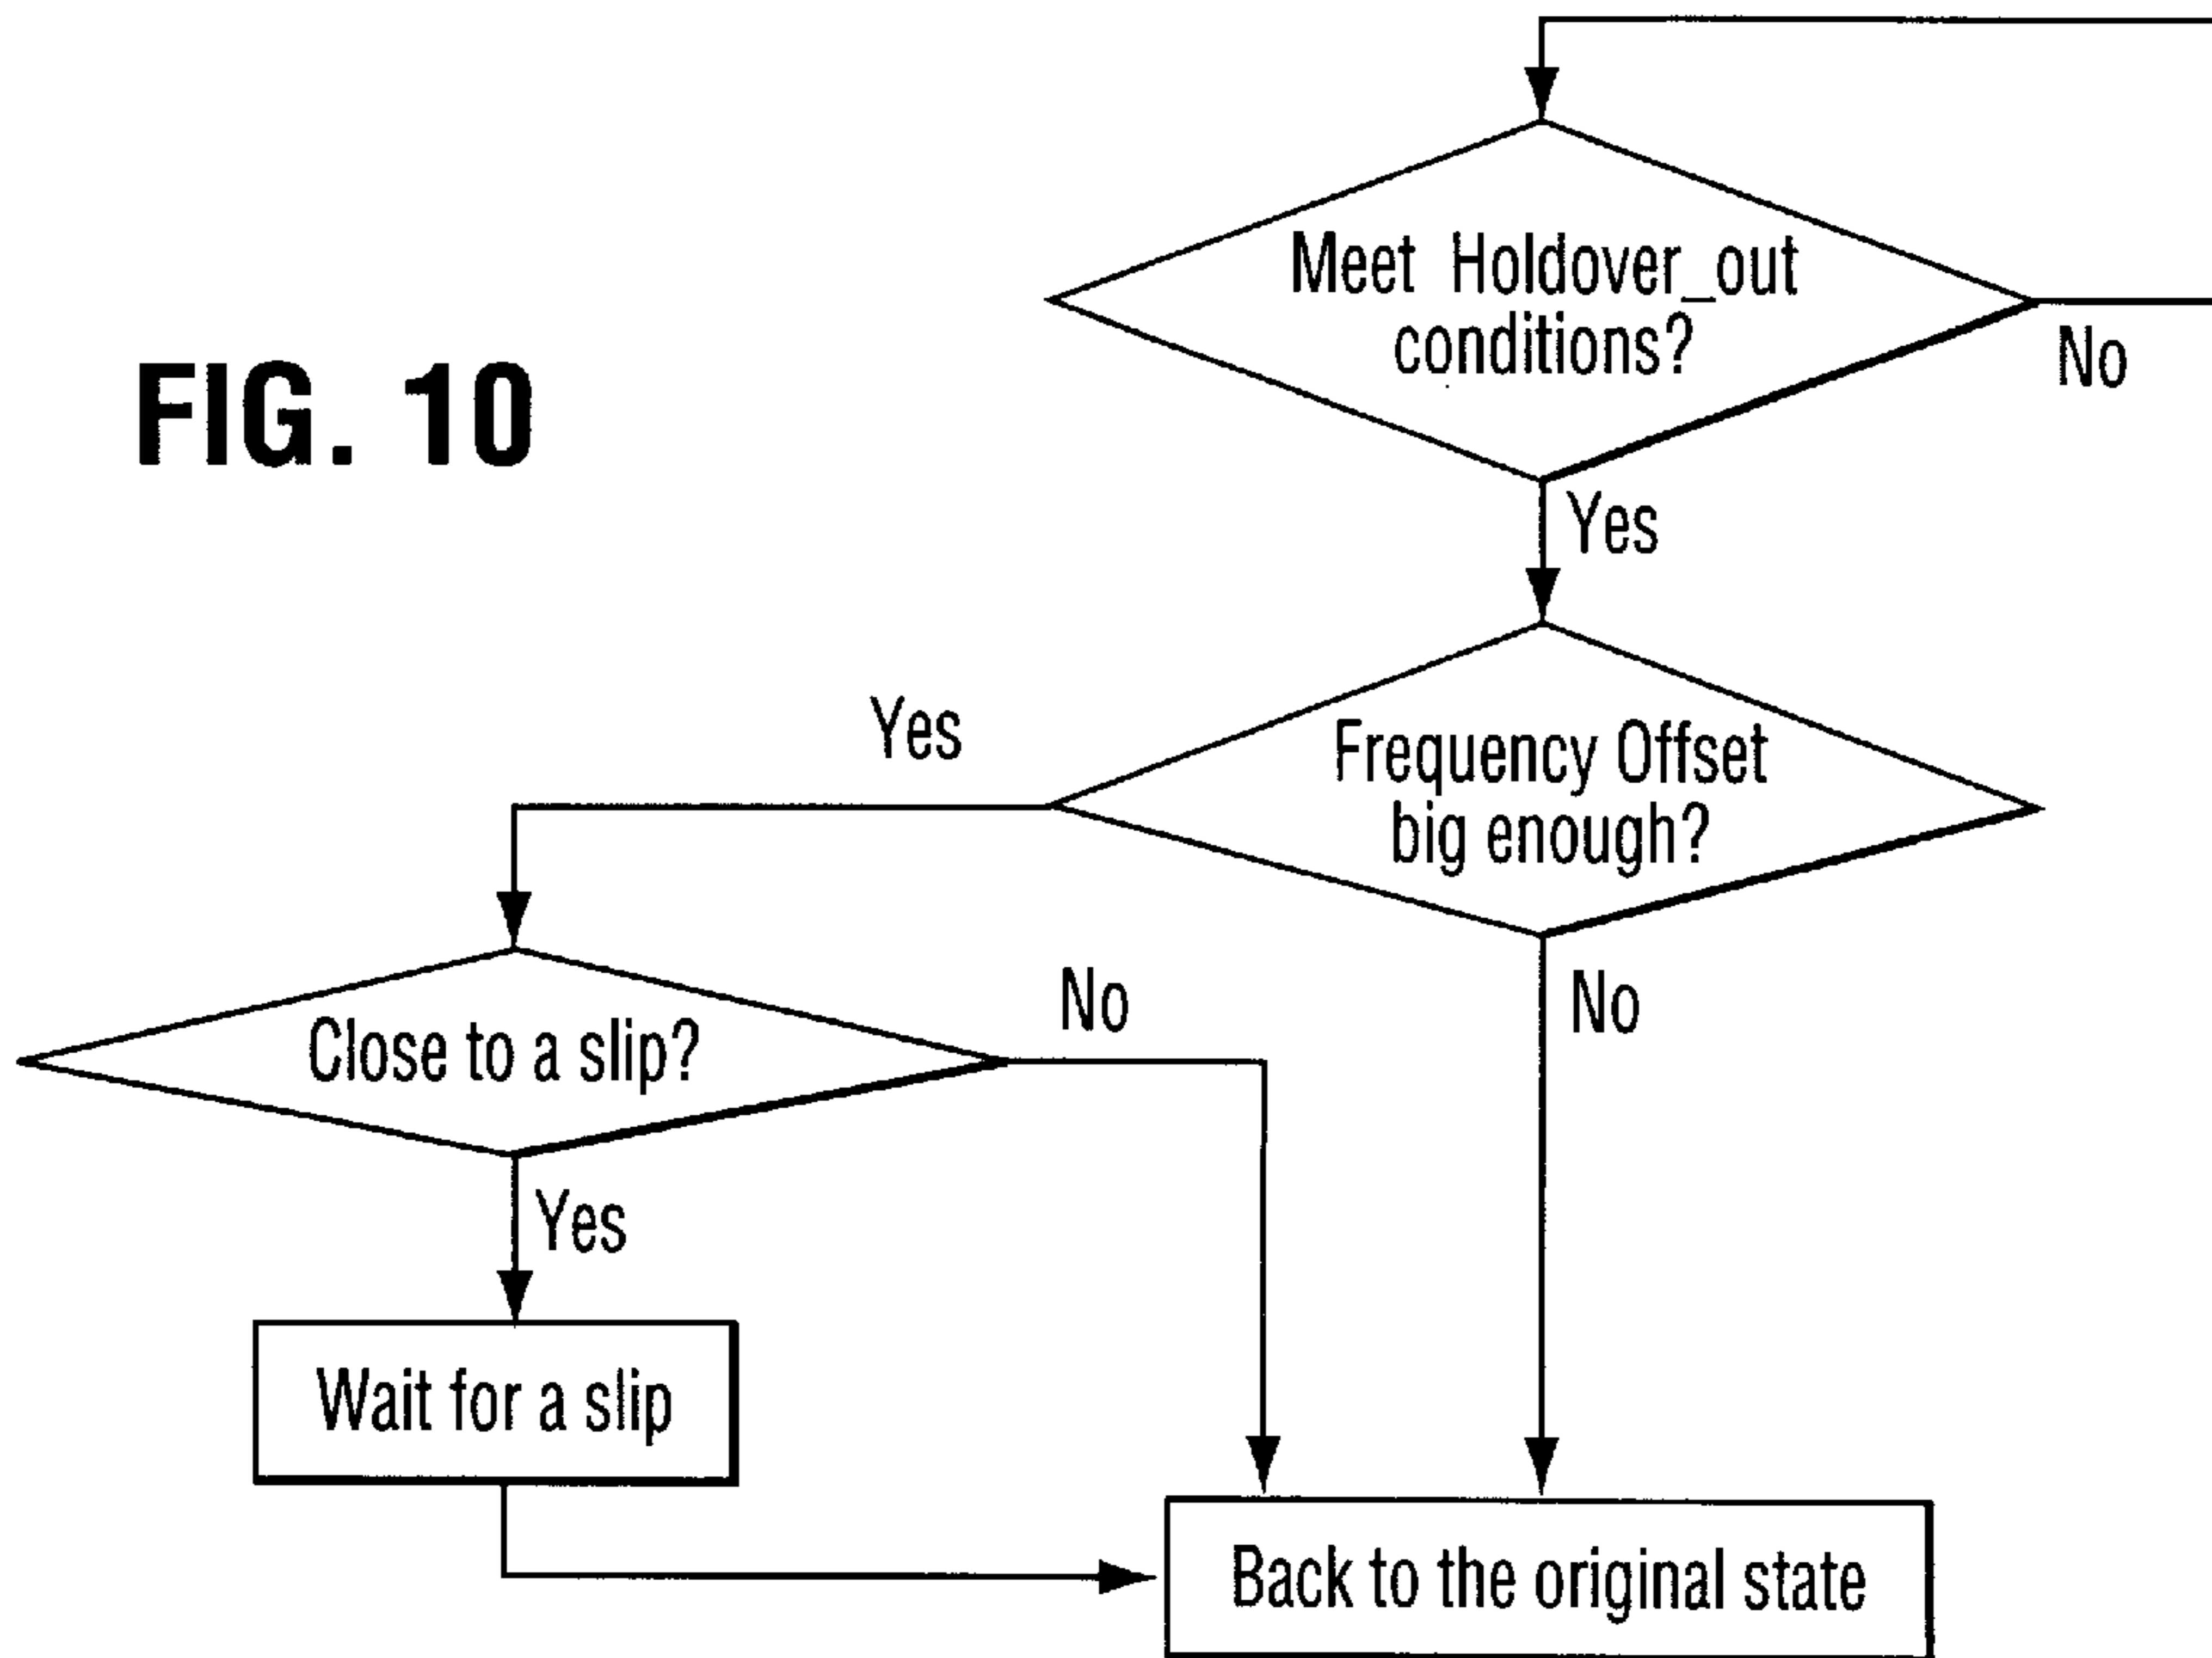 FIG. 10
Meet Holdover_out
conditions?
No
Yes
Frequency Offset
big enough?
Yes
No
Close to a slip?
No
Yes
Wait for a slip
Back to the original state